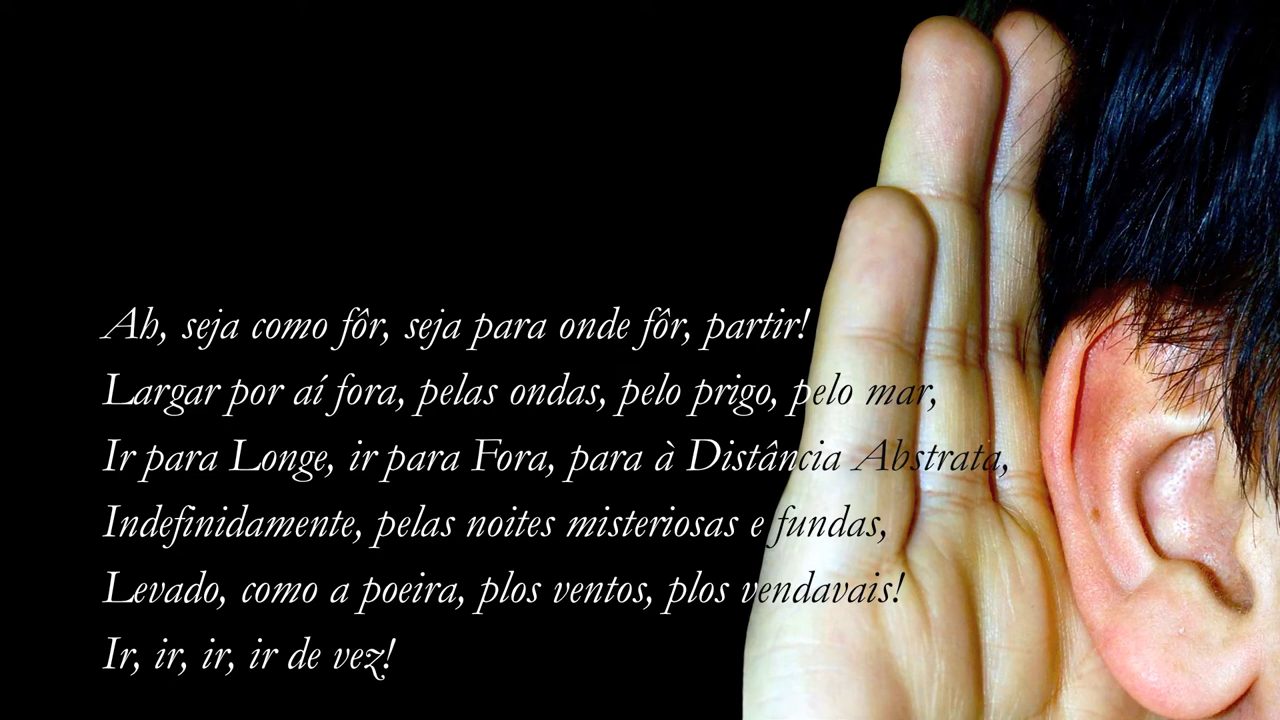 Ah, seja como fôr, seja para onde fôr, partir!
Largar por aí fora, pelas ondas, pelo prigo, pelo mar,
Ir para Longe, ir para Fora, para à Distância Abstrata,
Indefinidamente, pelas noites misteriosas e fundas,
Levado, como a poeira, plos ventos, plos vendavais!
Ir, ir, ir, ir de vez!